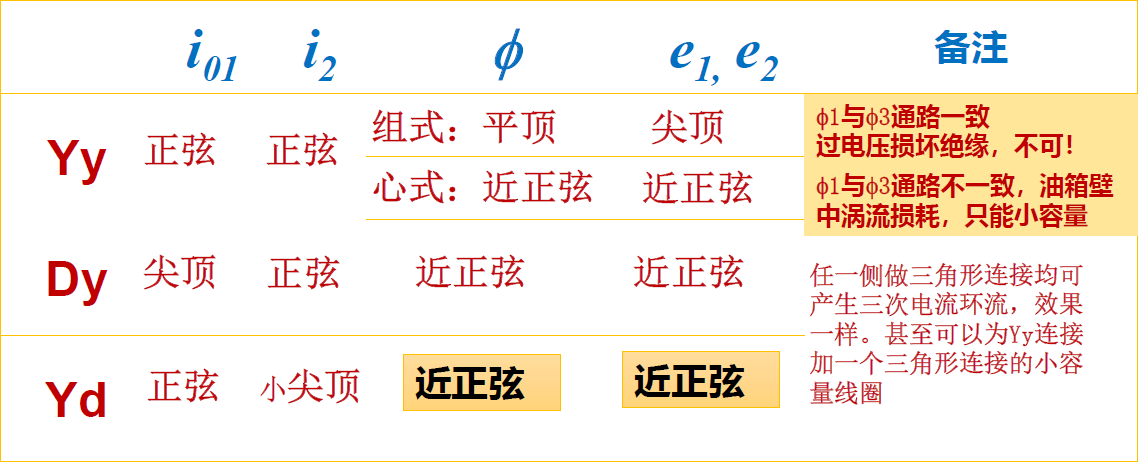 i01 i2 ϕ e1, e2 备注
Yy 正弦 正弦 组式：平顶 尖顶
ϕ1与ϕ3通路一致
过电压损坏绝缘，不可！
心式：近正弦 近正弦
ϕ1与ϕ3通路不一致，油箱壁
中涡流损耗，只能小容量
Dy 尖顶 正弦 近正弦 近正弦
任一侧做三角形连接均可
产生三次电流环流，效果
一样。甚至可以为Yy连接
加一个三角形连接的小容
量线圈
Yd 正弦 小尖顶 近正弦 近正弦